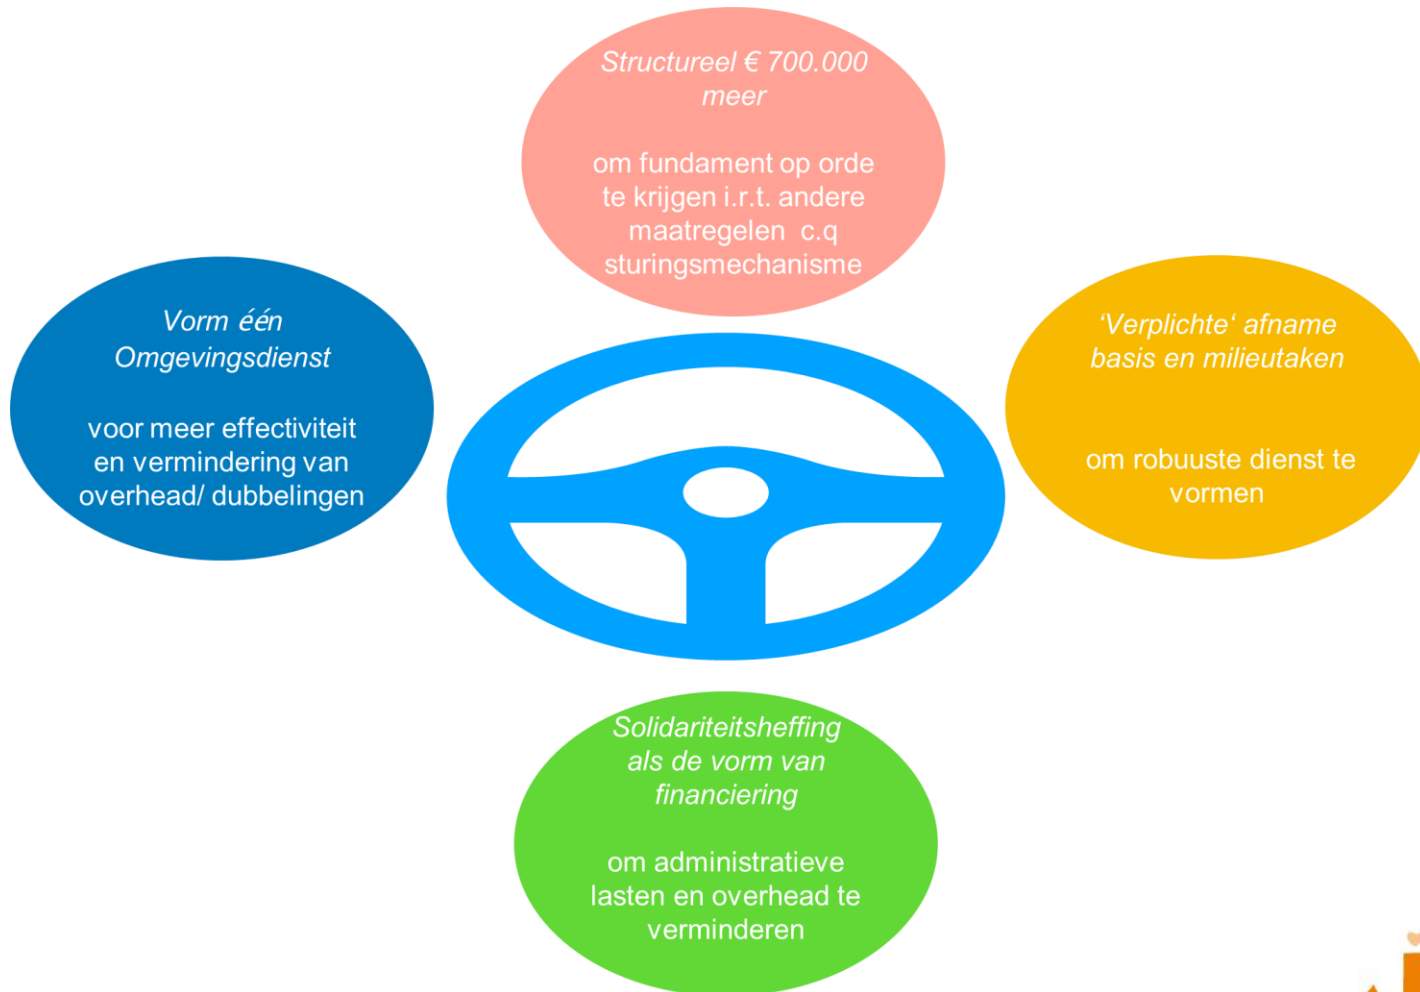 Structureel € 700.000
meer
om fundament op orde
te krijgen i.r.t. andere
maatregelen  c.q
sturingsmechanisme
Vorm één
Omgevingsdienst
voor meer effectiviteit
en vermindering van
overhead/ dubbelingen
‘Verplichte‘ afname
basis en milieutaken
om robuuste dienst te
vormen
Solidariteitsheffing
als de vorm van
financiering
om administratieve
lasten en overhead te
verminderen